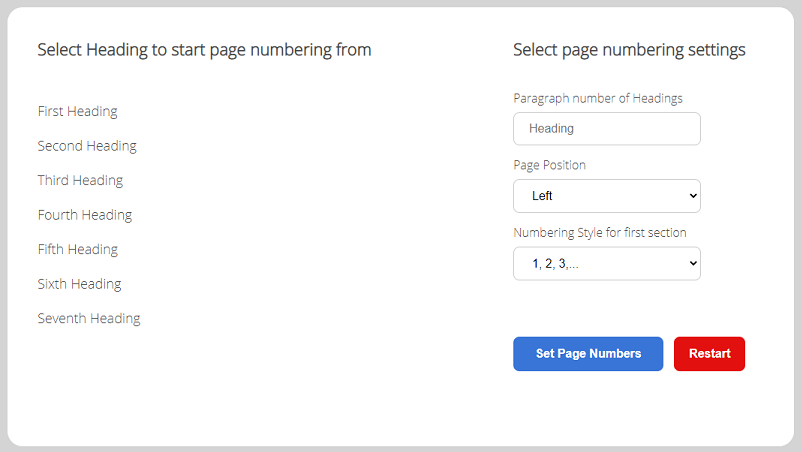 Select Heading to start page numbering from
First Heading
Second Heading
Third Heading
Fourth Heading
Fifth Heading
Sixth Heading
Seventh Heading
Select page numbering settings
Paragraph number of Headings
Heading
Page Position
Left
Numbering Style for first section
1, 2, 3,...
Set Page Numbers
Restart